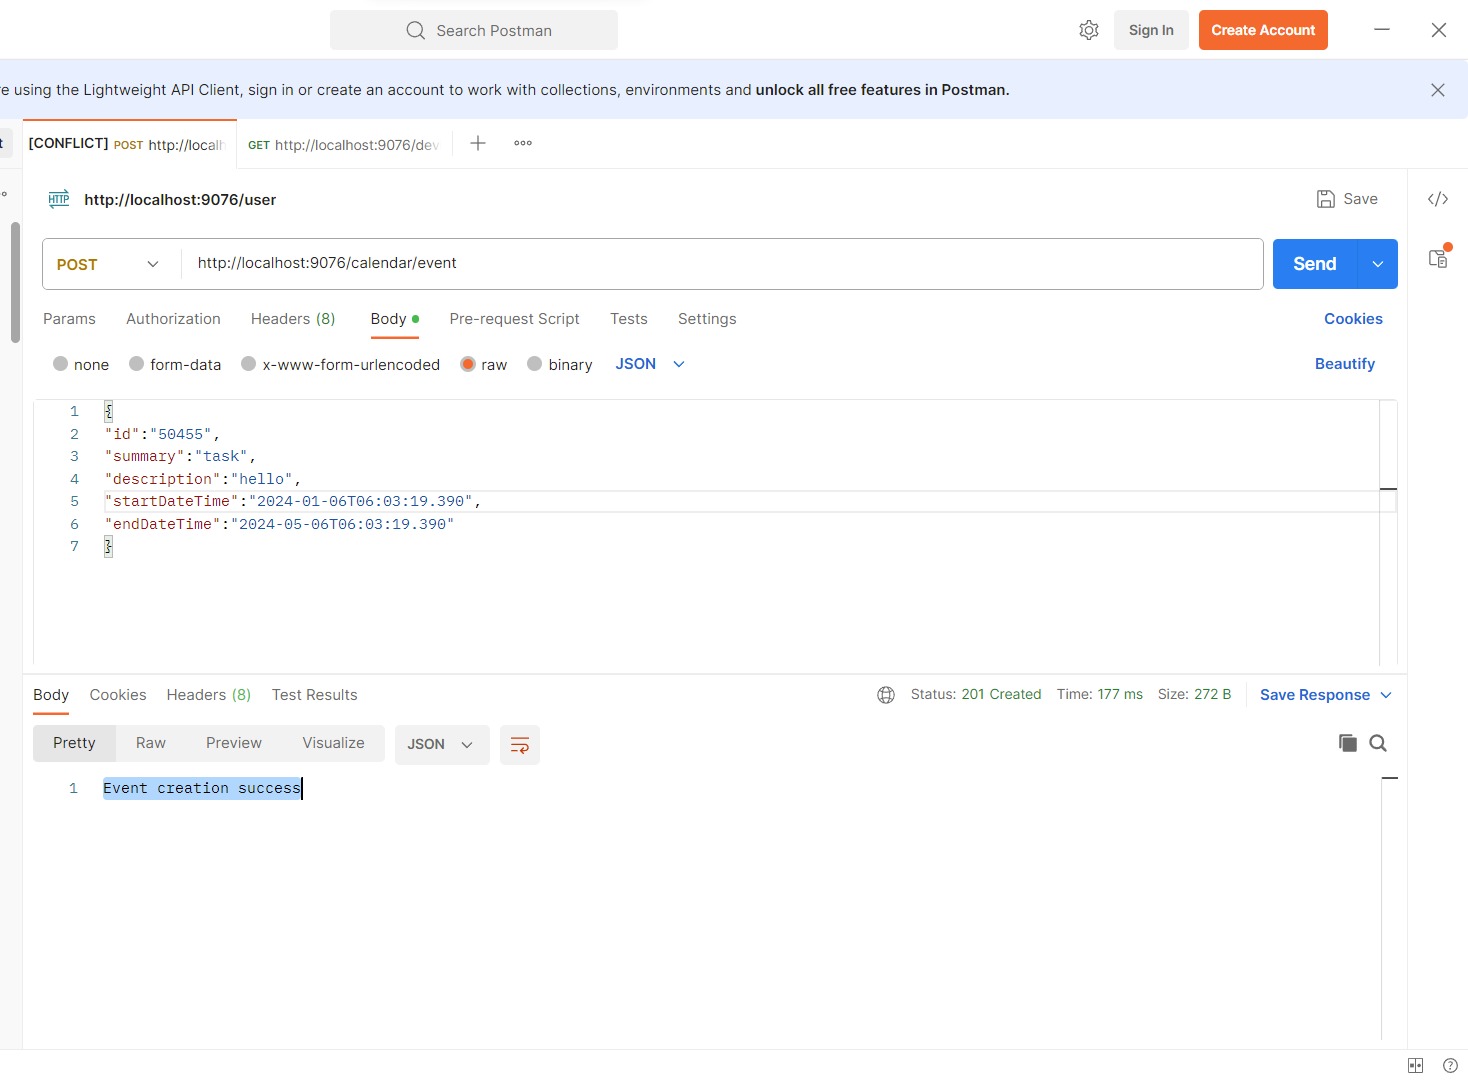 Search Postman
Sign In
Create Account
using the Lightweight API Client, sign in or create an account to work with collections, environments and unlock all free features in Postman.
[CONFLICT] POST http://localh
GET http://localhost:9076/dev
HTTP http://localhost:9076/user
Save
POST
http://localhost:9076/calendar/event
Send
Params Authorization Headers (8) Body Pre-request Script Tests Settings
Cookies
none form-data x-www-form-urlencoded raw binary JSON
Beautify
1 {
2 "id":"50455",
3 "summary":"task",
4 "description":"hello",
5 "startDateTime":"2024-01-06T06:03:19.390",
6 "endDateTime":"2024-05-06T06:03:19.390"
7 }
Body Cookies Headers (8) Test Results
Status: 201 Created Time: 177 ms Size: 272 B
Save Response
Pretty Raw Preview Visualize JSON
1 Event creation success